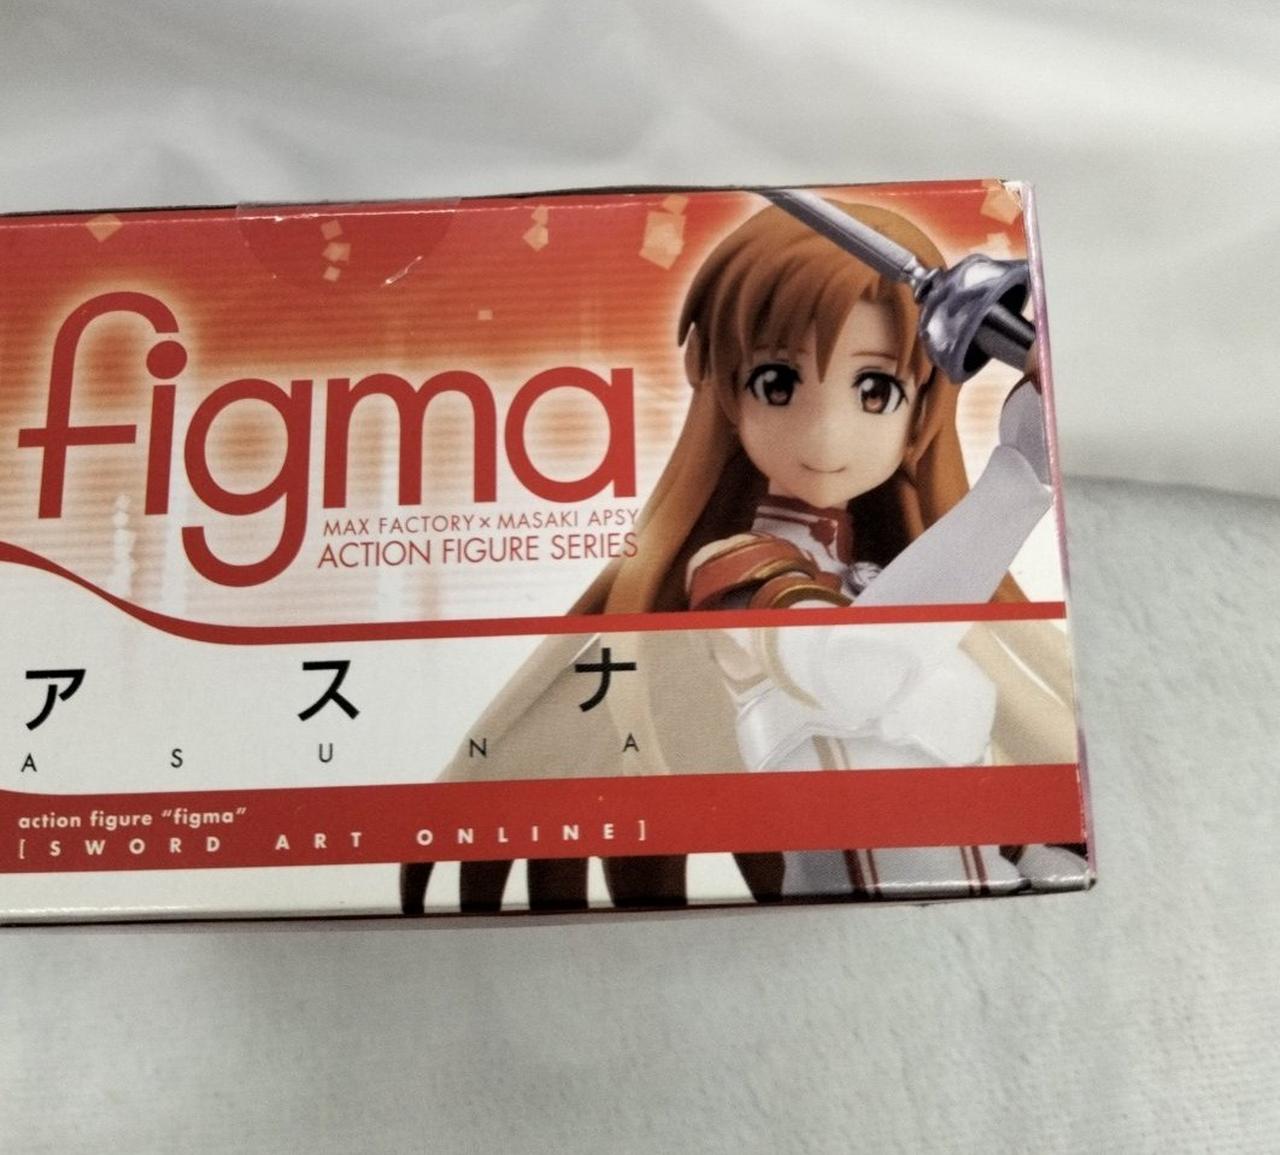 figma
MAX FACTORY × MASAKI APSY
ACTION FIGURE SERIES
アスナ
ASUNA
action figure "figma"
[SWORD ART ONLINE]